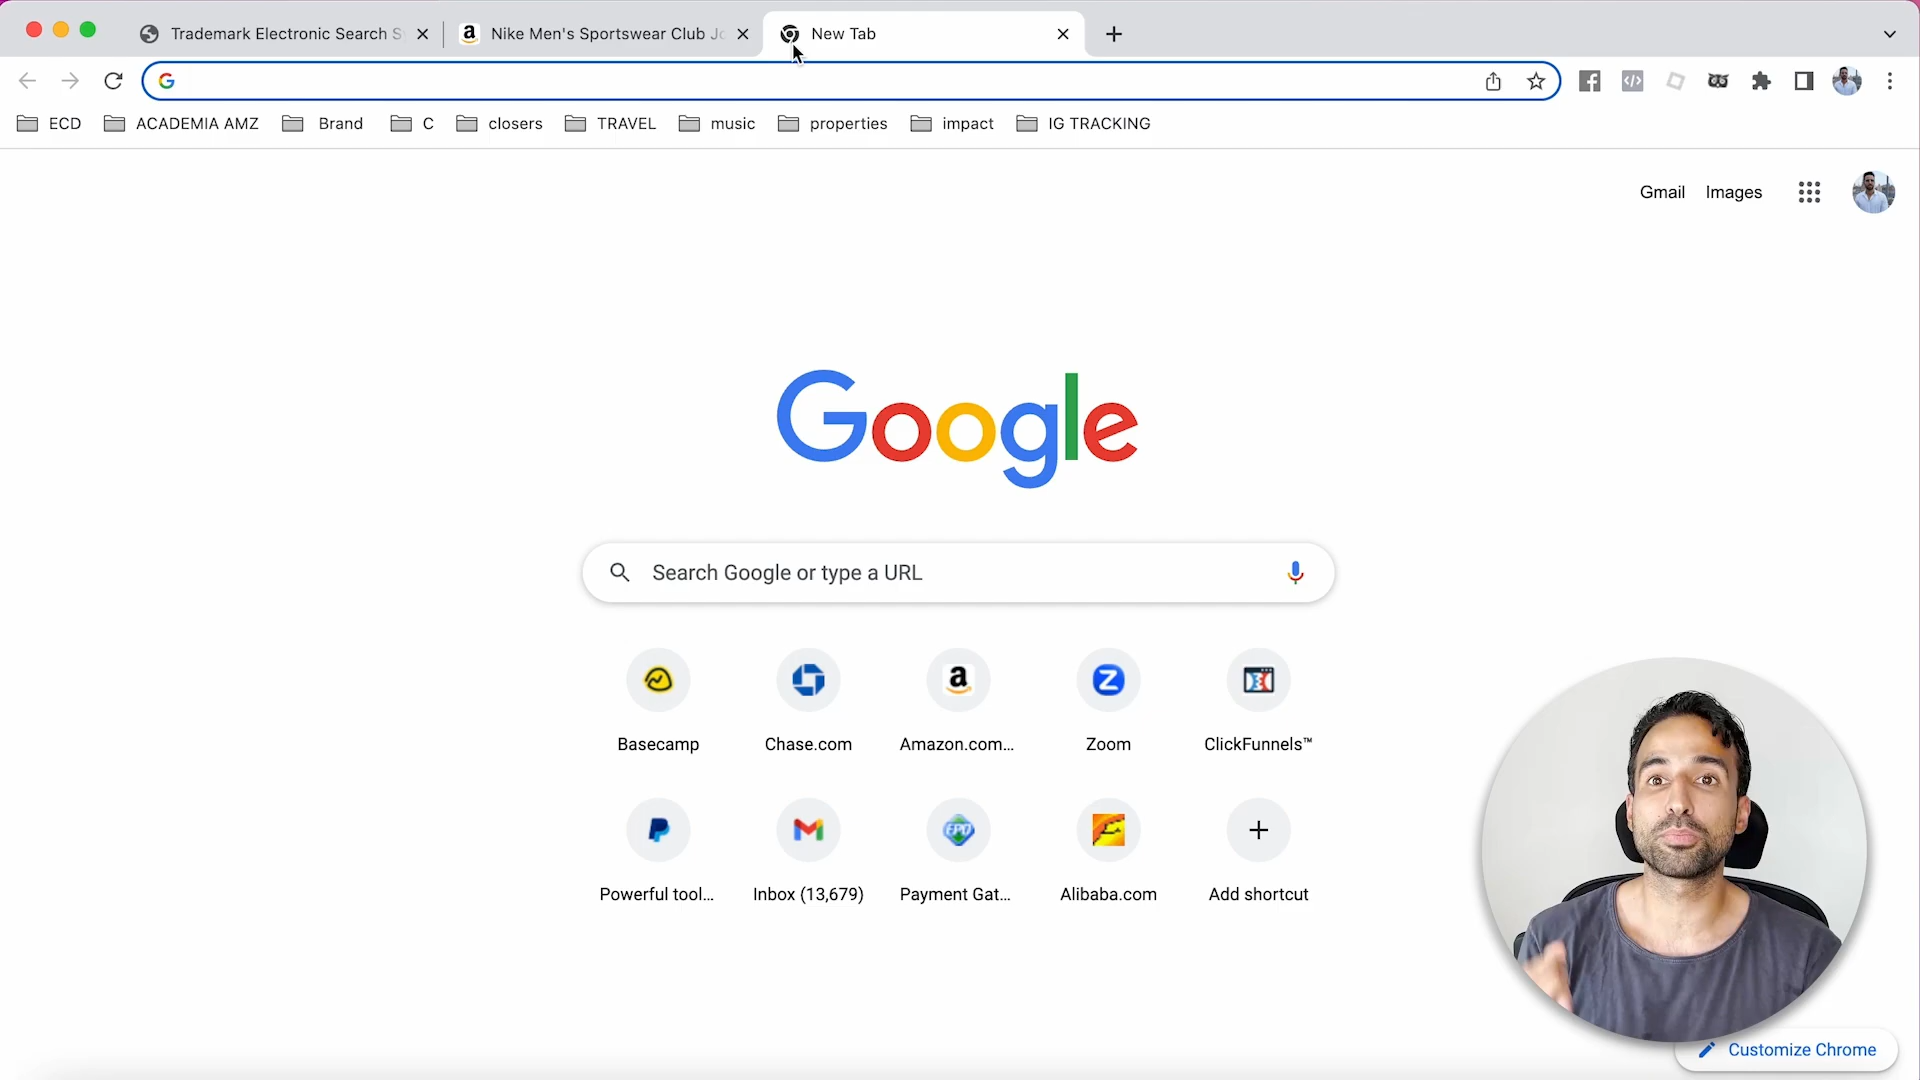 Trademark Electronic Search S
Nike Men's Sportswear Club Jo
New Tab
ECD
ACADEMIA AMZ
Brand
C
closers
TRAVEL
music
properties
impact
IG TRACKING
Gmail
Images
Google
Search Google or type a URL
Basecamp
Chase.com
Amazon.com...
Zoom
ClickFunnels™
Powerful tool...
Inbox (13,679)
Payment Gat...
Alibaba.com
Add shortcut
Customize Chrome